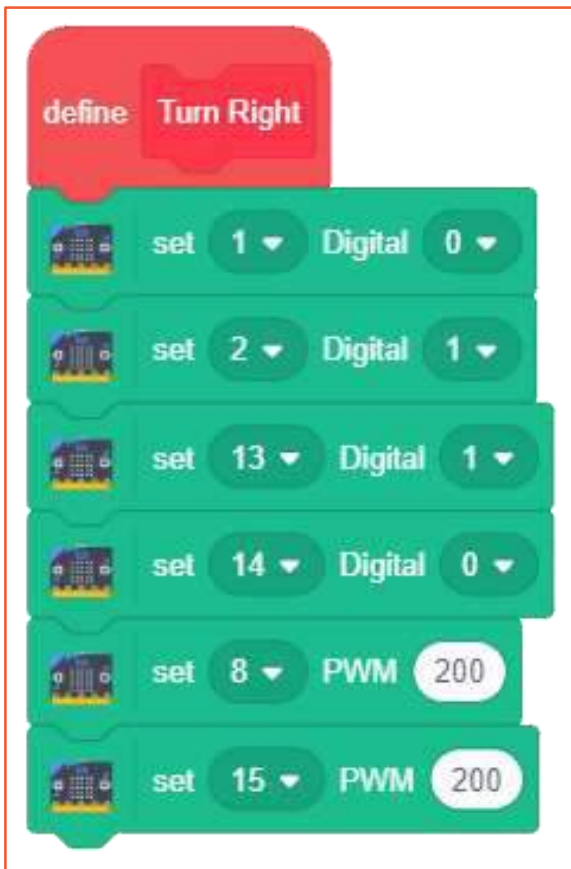 define Turn Right
set 1 Digital 0
set 2 Digital 1
set 13 Digital 1
set 14 Digital 0
set 8 PWM 200
set 15 PWM 200